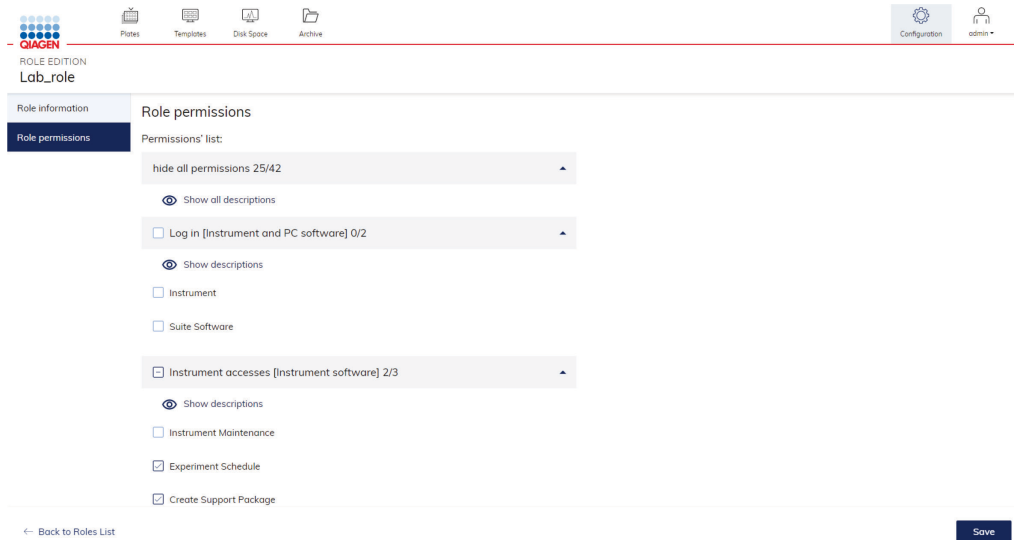 Plates
Templates
Disk Space
Archive
Configuration
admin
QIAGEN
ROLE EDITION
Lab_role
Role information
Role permissions
Role permissions
Permissions' list:
hide all permissions 25/42
Show all descriptions
Log in [Instrument and PC software] 0/2
Show descriptions
Instrument
Suite Software
Instrument accesses [Instrument software] 2/3
Show descriptions
Instrument Maintenance
Experiment Schedule
Create Support Package
← Back to Roles List
Save